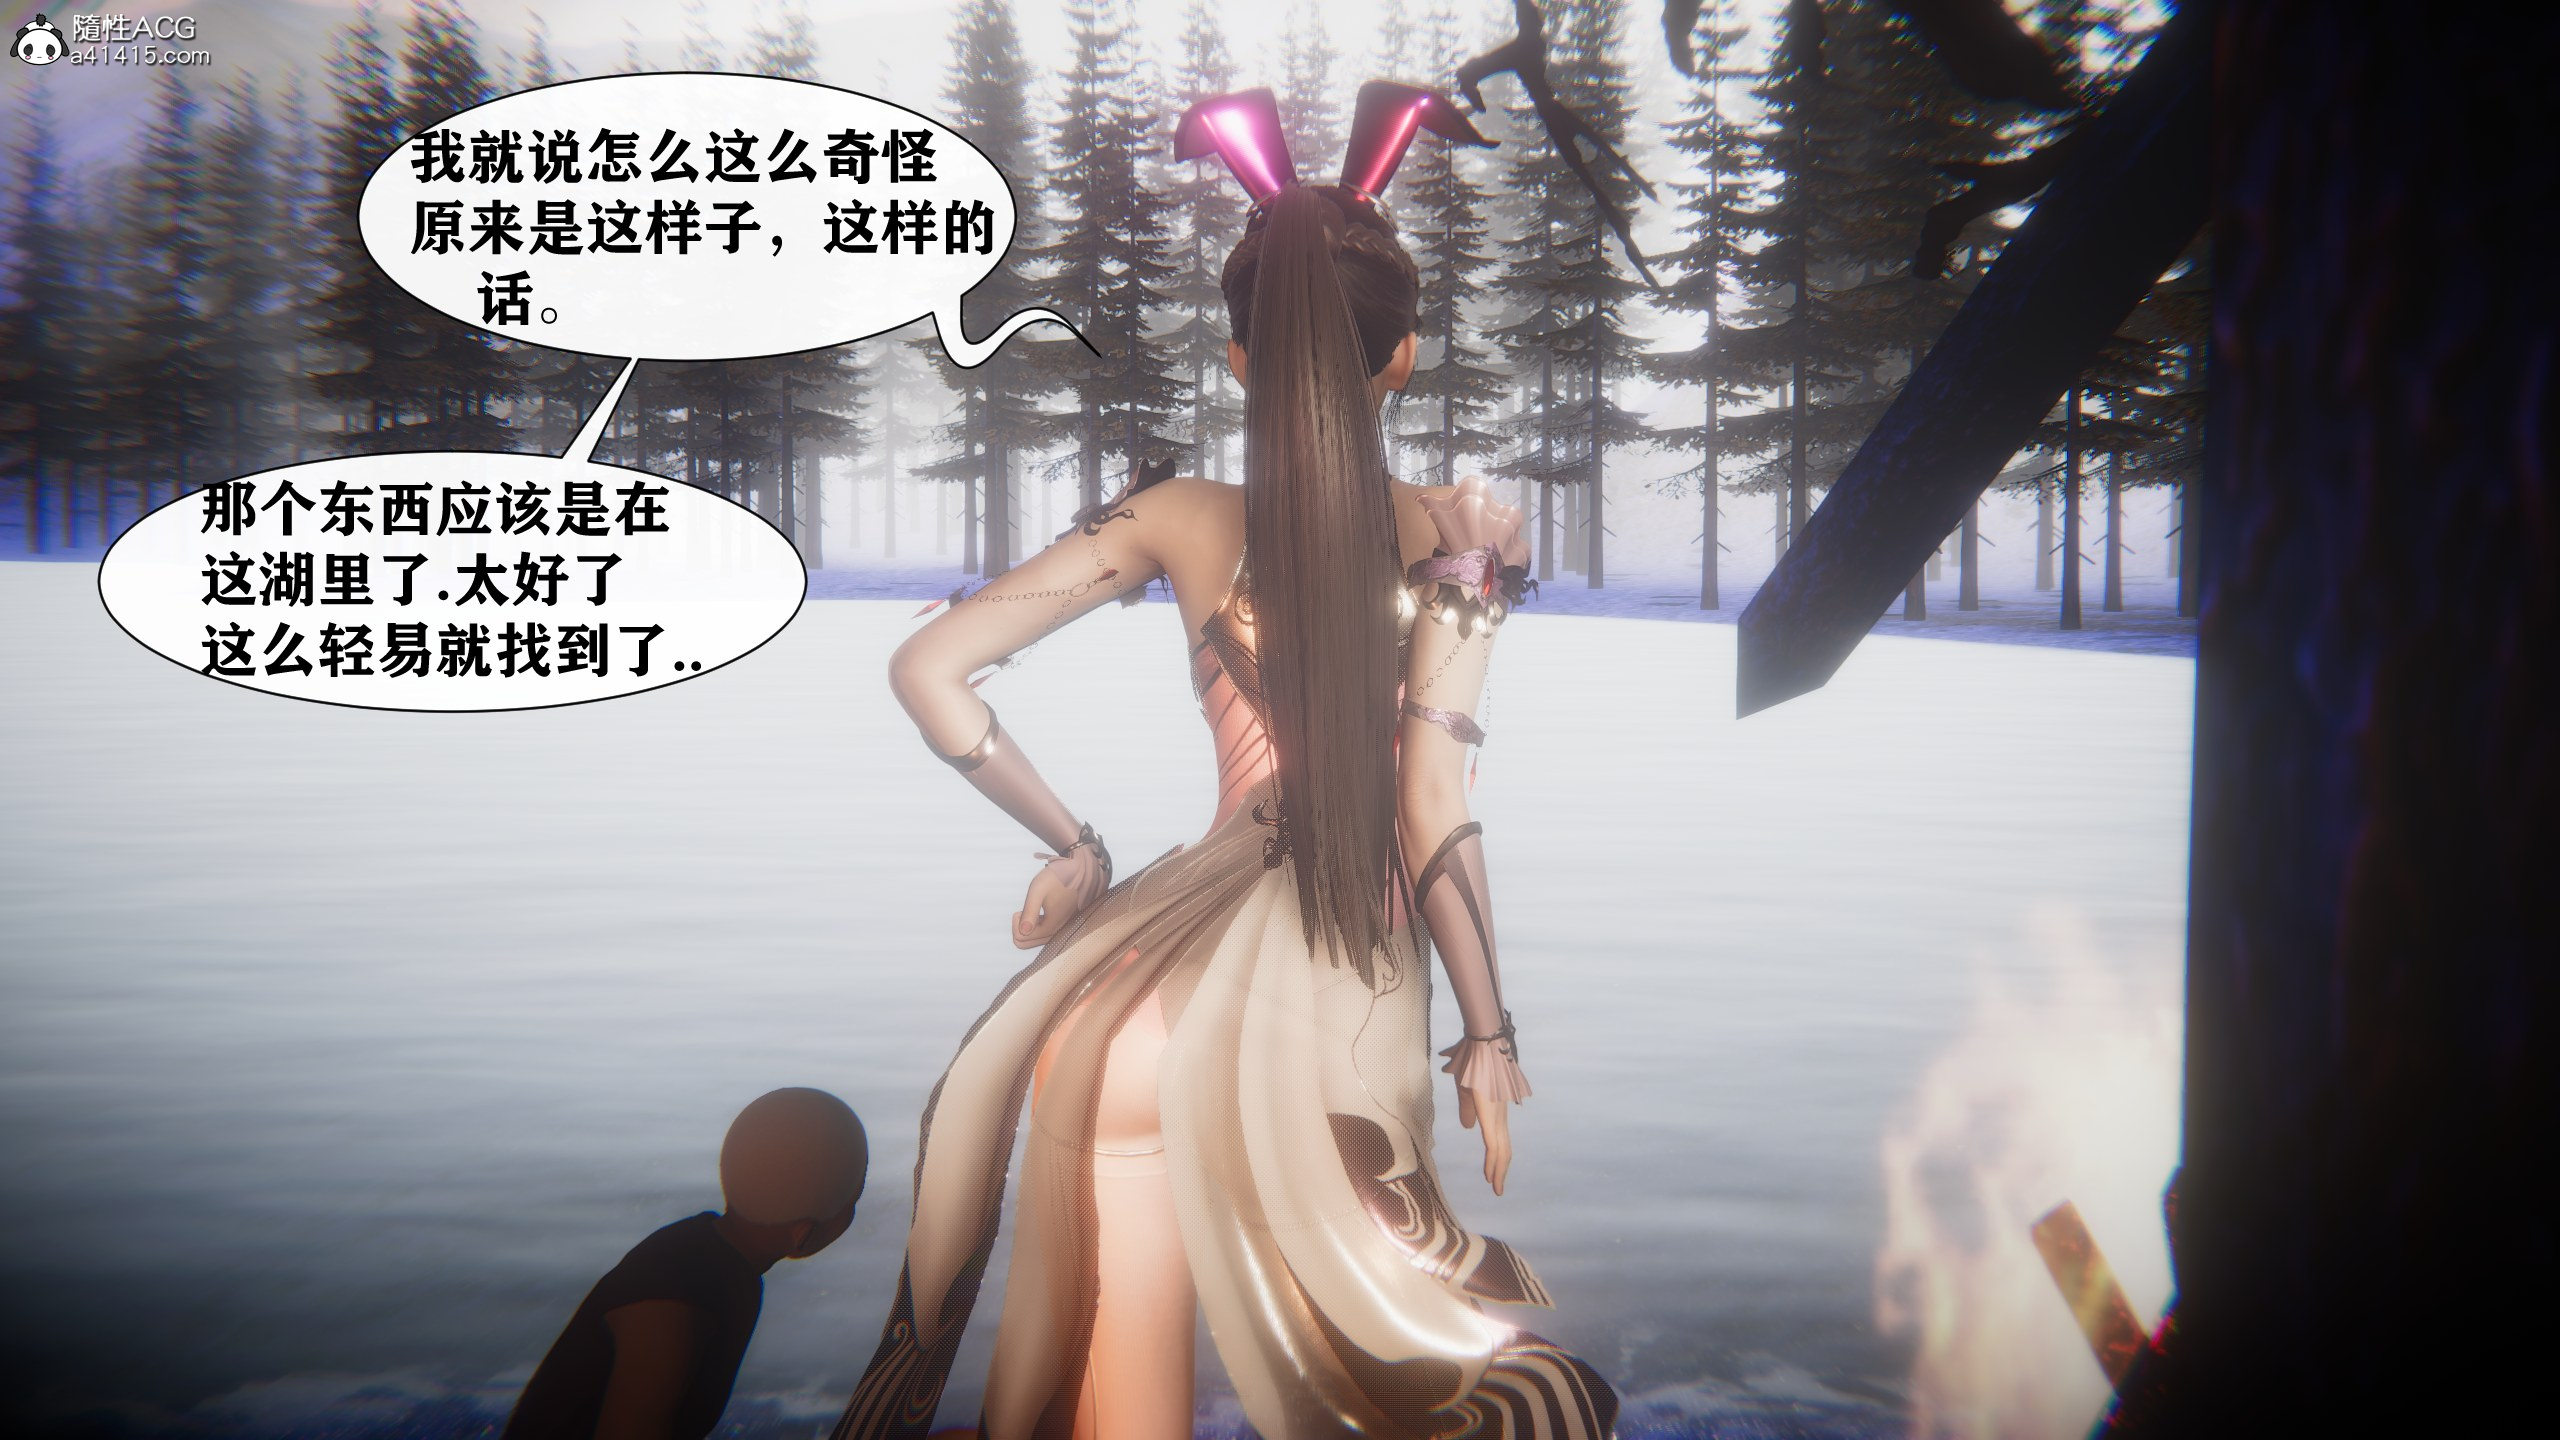 隨性ACG
a41415.com
我就说怎么这么奇怪
原来是这样子，这样的
话。
那个东西应该是在
这湖里了.太好了
这么轻易就找到了..